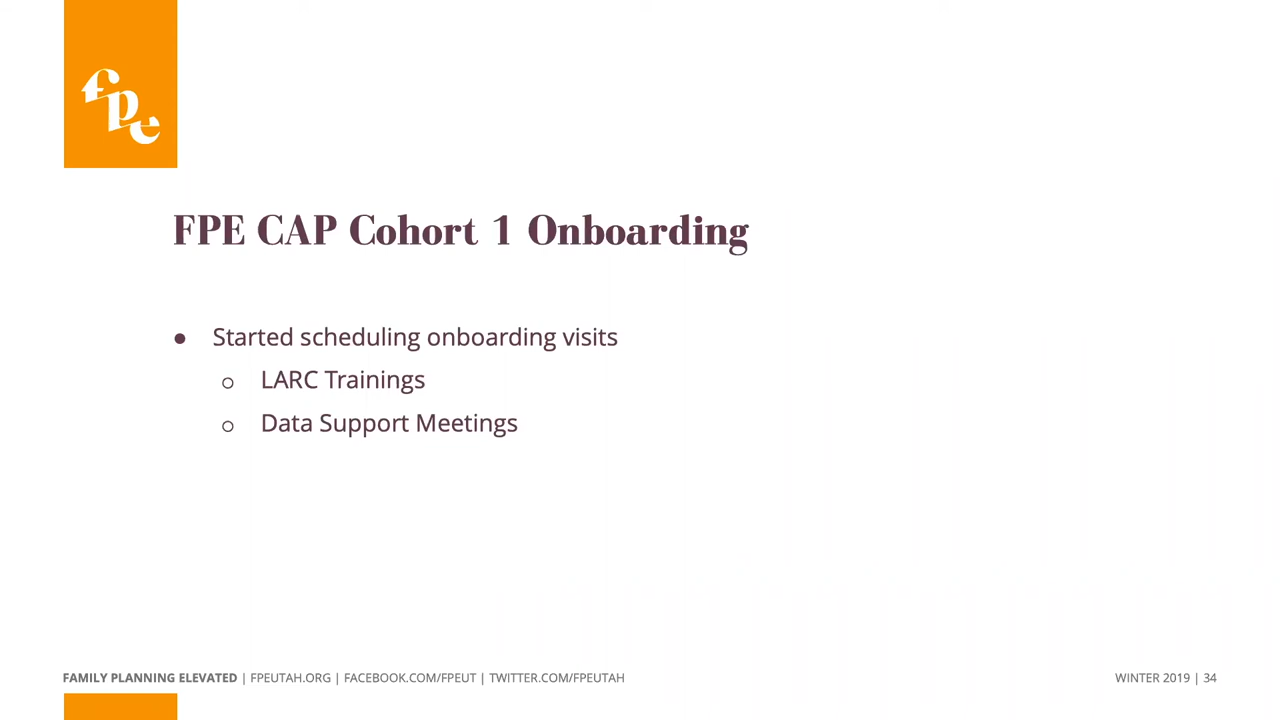 fpe
FPE CAP Cohort 1 Onboarding
● Started scheduling onboarding visits
○ LARC Trainings
○ Data Support Meetings
FAMILY PLANNING ELEVATED | FPEUTAH.ORG | FACEBOOK.COM/FPEUT | TWITTER.COM/FPEUTAH
WINTER 2019 | 34